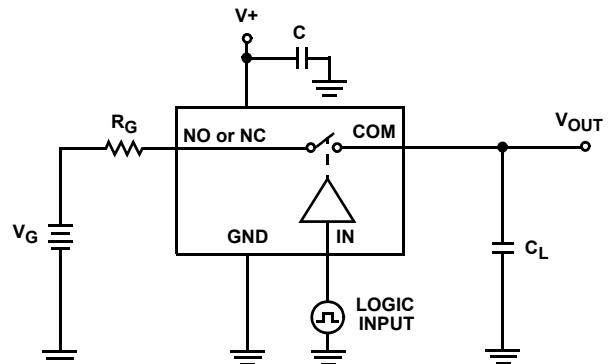 V+
C
RG
NO or NC
COM
VOUT
VG
GND
IN
CL
LOGIC
INPUT